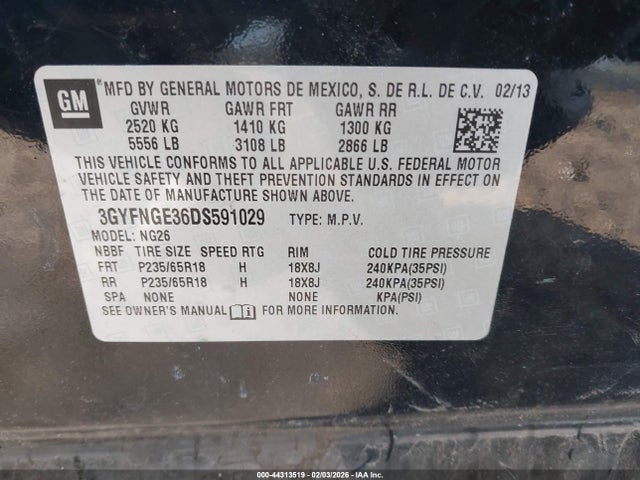 GM
®MFD BY GENERAL MOTORS DE MEXICO, S. DE R.L. DE C.V. 02/13
GVWR GAWR FRT GAWR RR
2520 KG 1410 KG 1300 KG
5556 LB 3108 LB 2866 LB
THIS VEHICLE CONFORMS TO ALL APPLICABLE U.S. FEDERAL MOTOR
VEHICLE SAFETY AND THEFT PREVENTION STANDARDS IN EFFECT ON
THE DATE OF MANUFACTURE SHOWN ABOVE.
3GYFNGE36DS591029 TYPE: M.P.V.
MODEL: NG26
NBBF TIRE SIZE SPEED RTG RIM COLD TIRE PRESSURE
FRT P235/65R18 H 18X8J 240KPA(35PSI)
RR P235/65R18 H 18X8J 240KPA(35PSI)
SPA NONE NONE KPA(PSI)
SEE OWNER'S MANUAL FOR MORE INFORMATION.
000-44313519 | 02/03/2026 - IAAI.COM